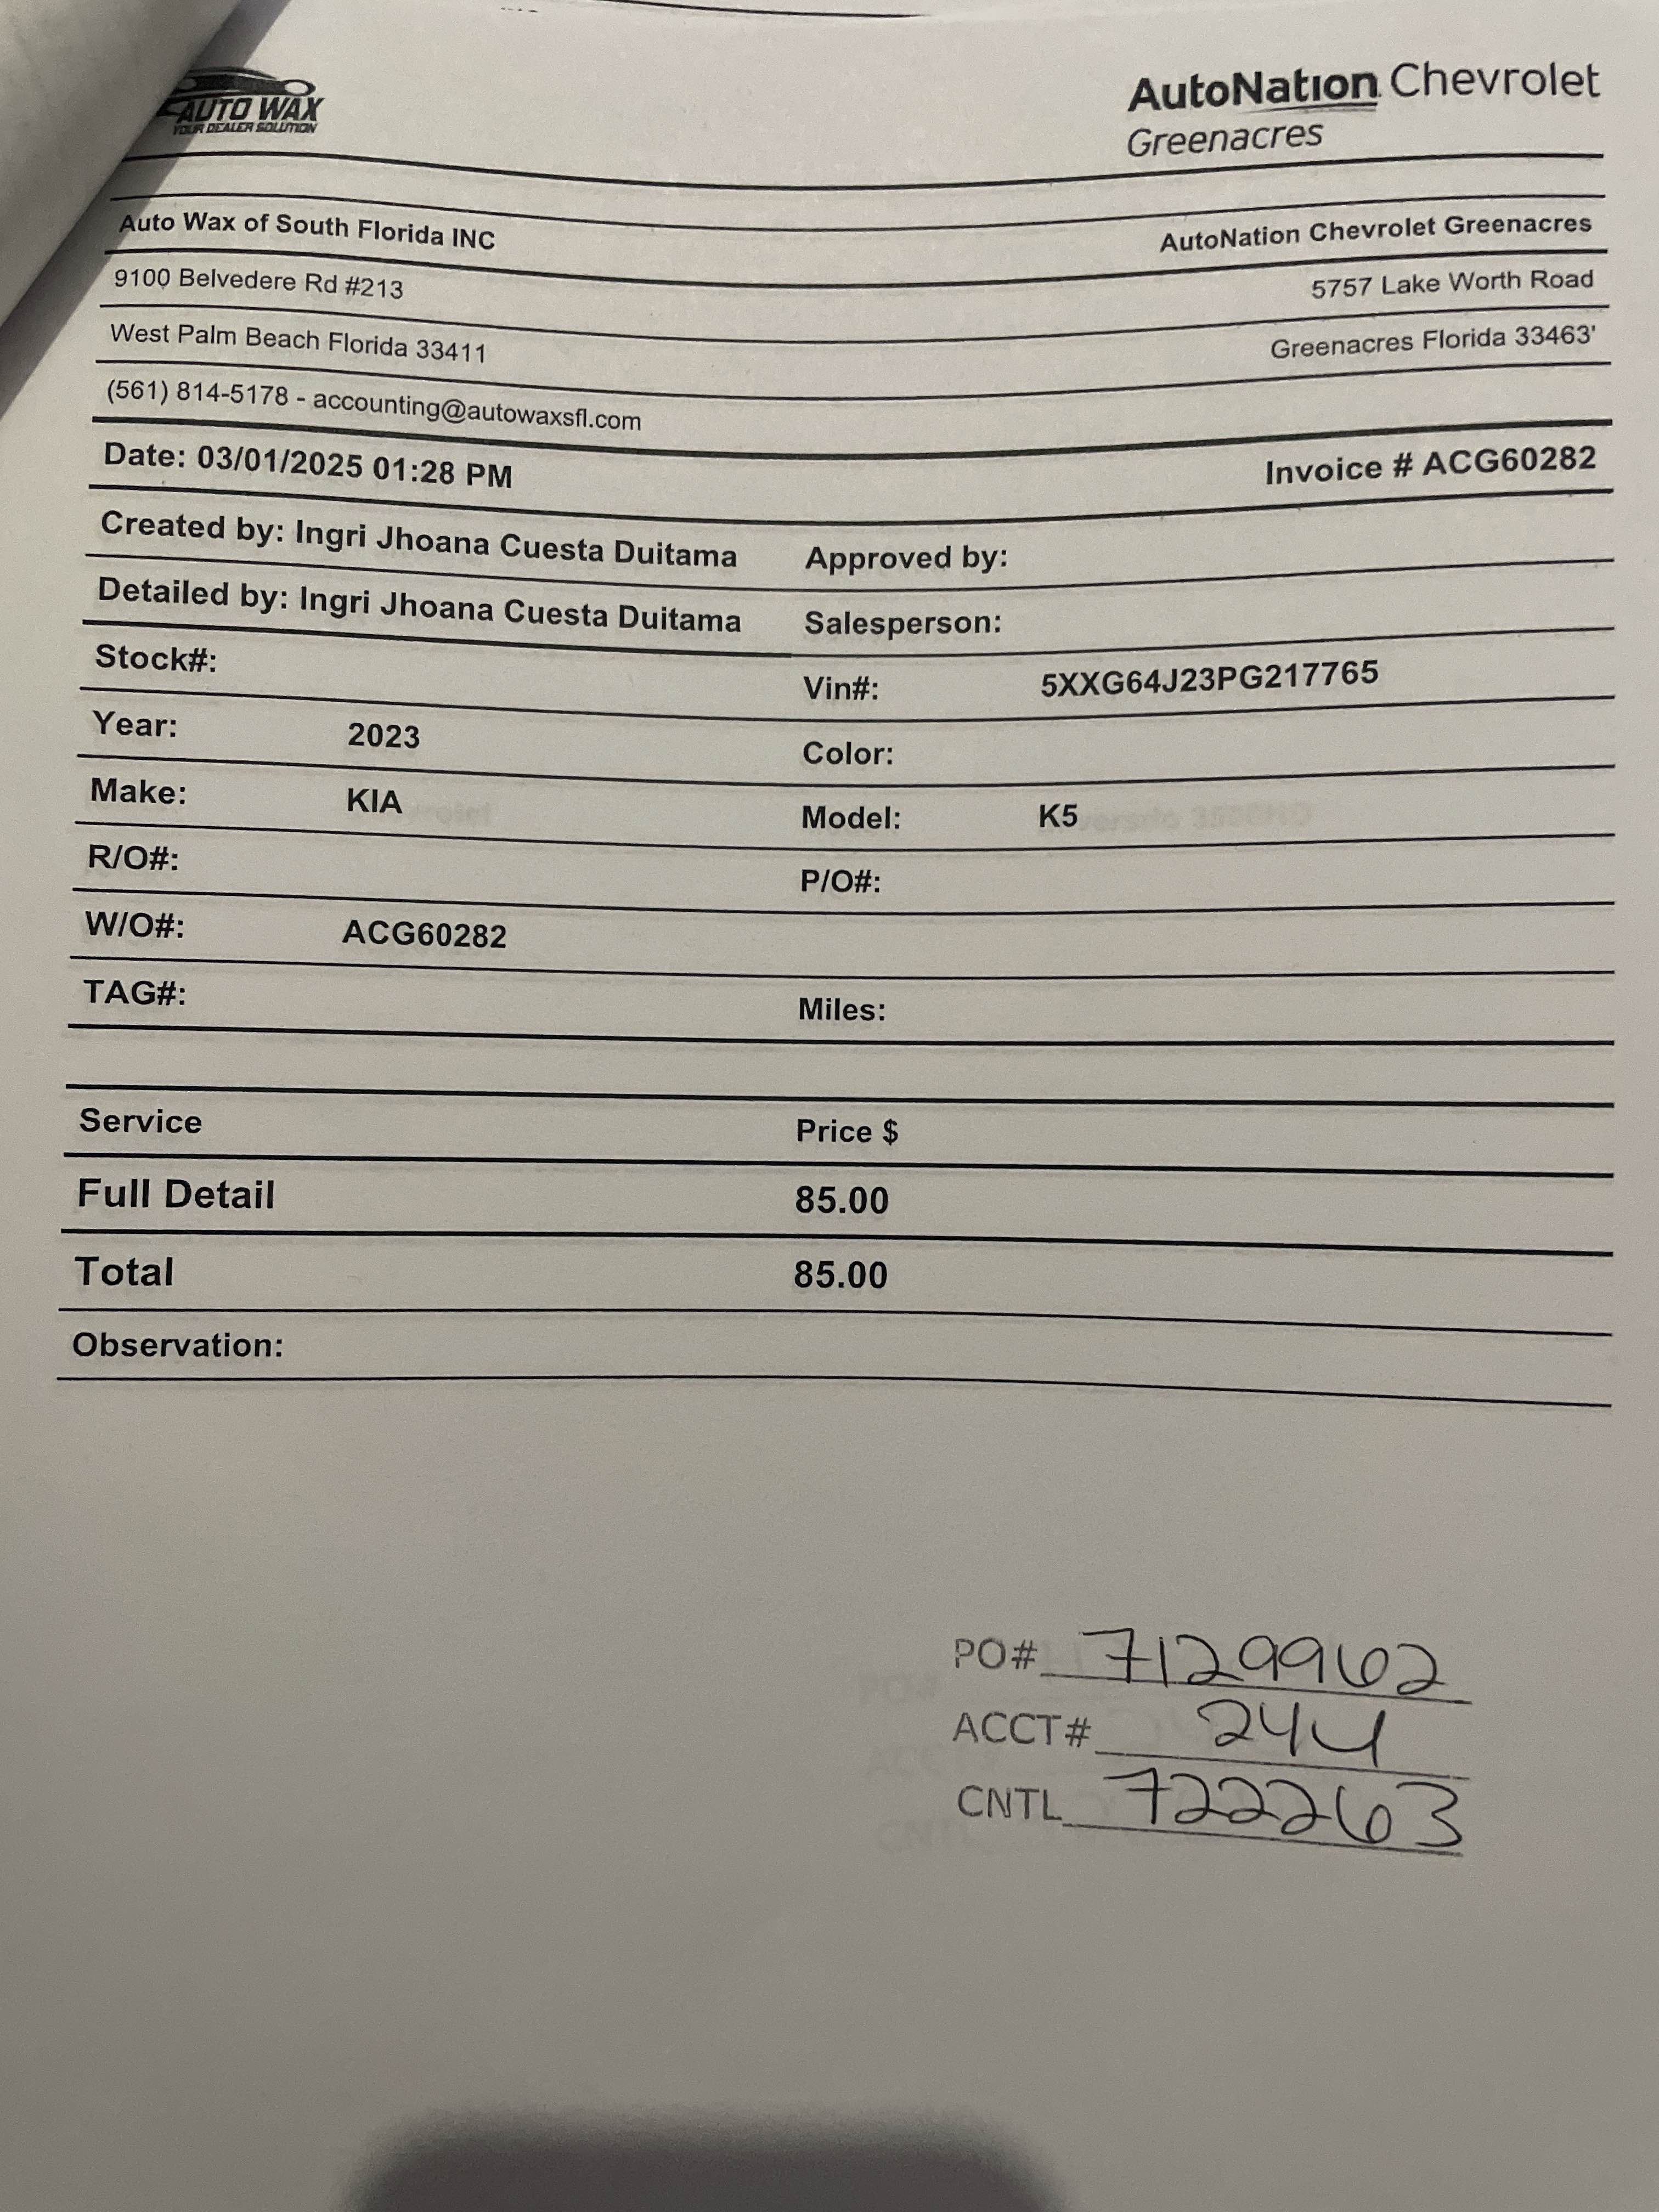 AUTO WAX
YOUR DEALER SOLUTION
AutoNation Chevrolet
Greenacres
Auto Wax of South Florida INC
AutoNation Chevrolet Greenacres
9100 Belvedere Rd #213
5757 Lake Worth Road
West Palm Beach Florida 33411
Greenacres Florida 33463'
(561) 814-5178 - accounting@autowaxsfl.com
Date: 03/01/2025 01:28 PM
Invoice # ACG60282
Created by: Ingri Jhoana Cuesta Duitama
Approved by:
Detailed by: Ingri Jhoana Cuesta Duitama
Salesperson:
Stock#:
Vin#: 5XXG64J23PG217765
Year: 2023
Color:
Make: KIA
Model: K5
R/O#:
P/O#:
W/O#: ACG60282
TAG#:
Miles:
Service Price $
Full Detail 85.00
Total 85.00
Observation:
PO# 7129962
ACCT# 244
CNTL 722263